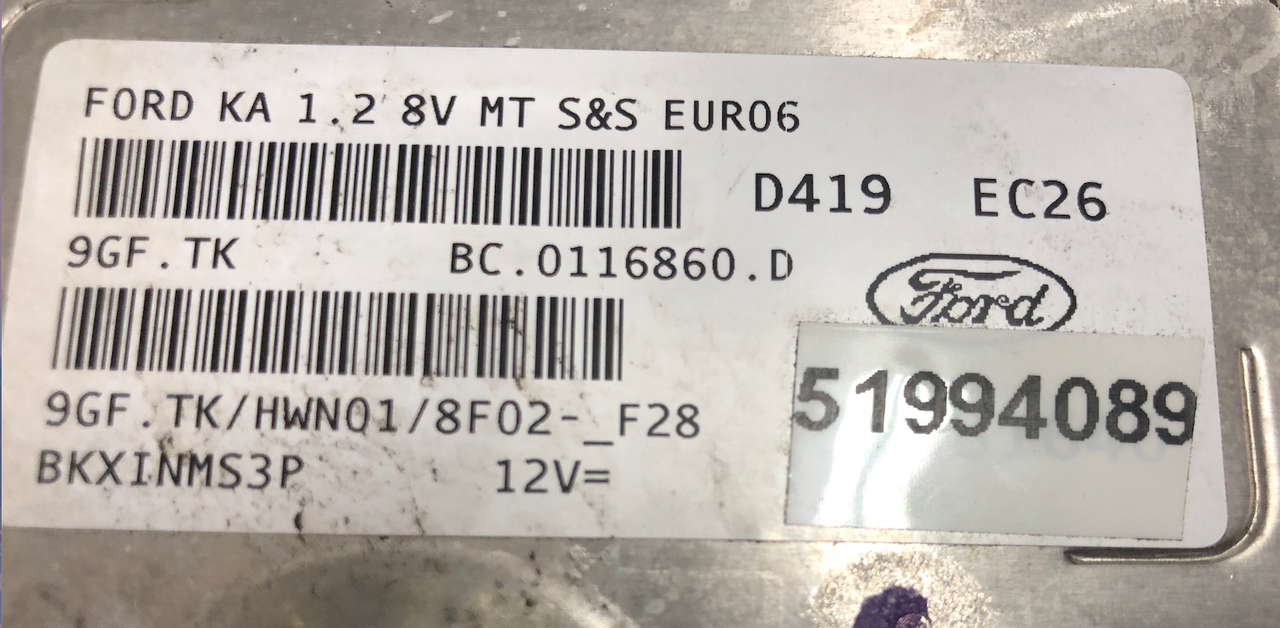 FORD KA 1.2 8V MT S&S EURO6
D419 EC26
9GF.TK BC.0116860.D
Ford
51994089
9GF.TK/HWN01/8F02-_F28
BKXINMS3P 12V=